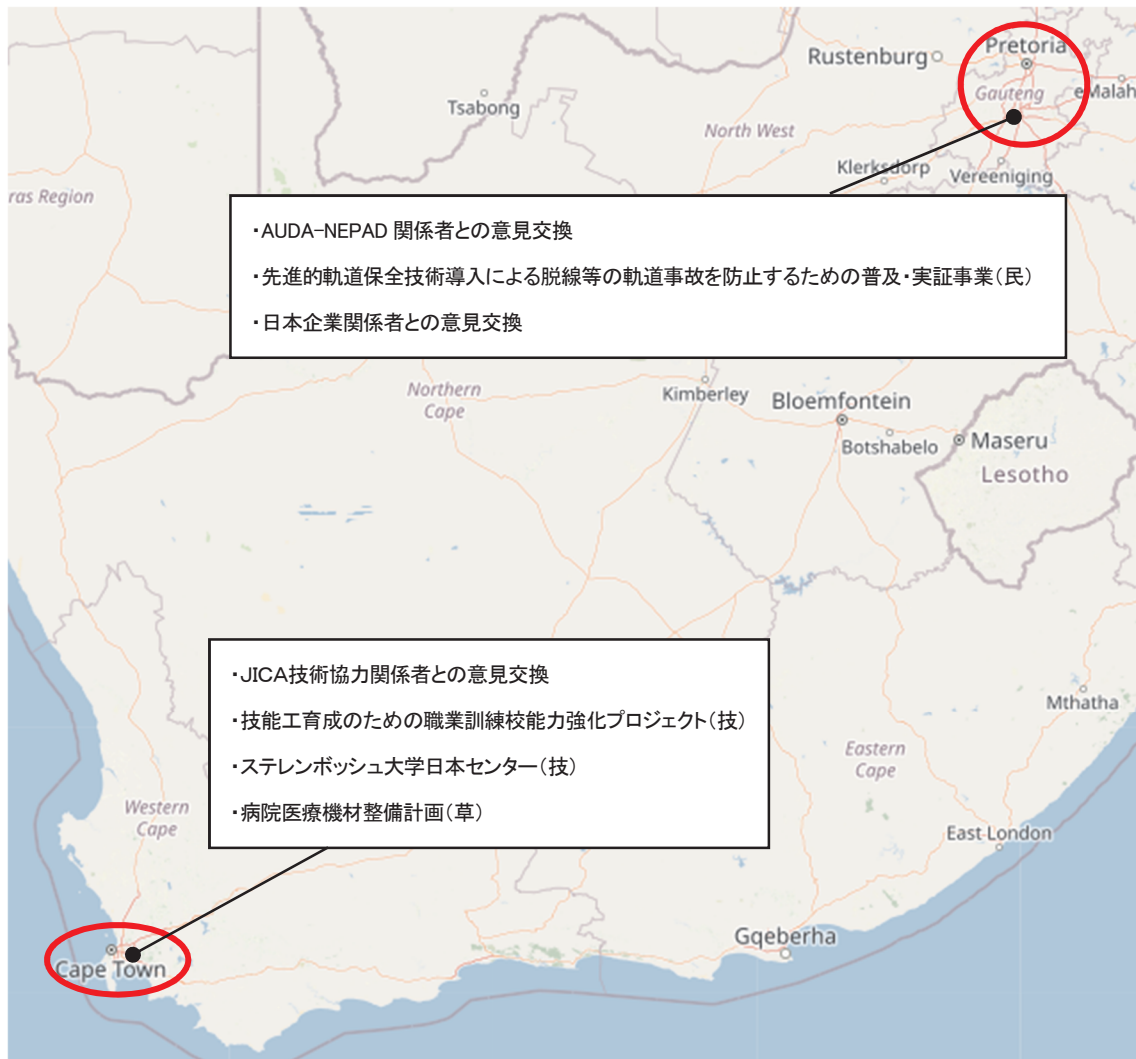 Pretoria
Rustenburg
Gauteng
eMalah
Tsabong
North West
Klerksdorp
Vereeniging
ras Region
・AUDA-NEPAD 関係者との意見交換
・先進的軌道保全技術導入による脱線等の軌道事故を防止するための普及・実証事業(民)
・日本企業関係者との意見交換
Northern
Cape
Kimberley
Bloemfontein
Botshabelo
Maseru
Lesotho
・JICA技術協力関係者との意見交換
・技能工育成のための職業訓練校能力強化プロジェクト(技)
・ステレンボッシュ大学日本センター(技)
・病院医療機材整備計画(草)
Mthatha
Eastern
Cape
Western
Cape
East London
Gqeberha
Cape Town